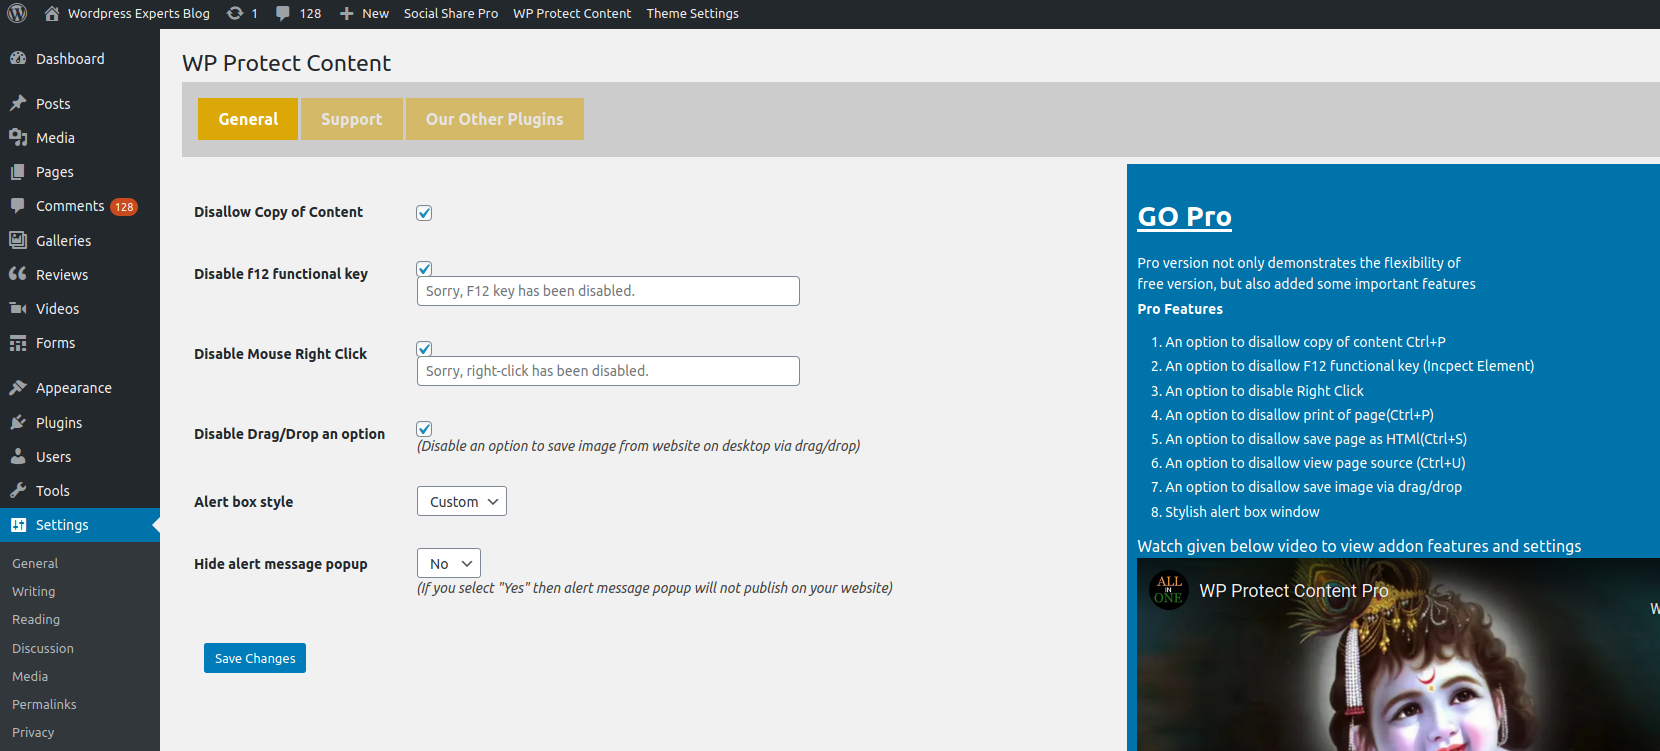 Wordpress Experts Blog 1 128 New Social Share Pro WP Protect Content Theme Settings
Dashboard
Posts
Media
Pages
Comments 128
Galleries
Reviews
Videos
Forms
Appearance
Plugins
Users
Tools
Settings
General
Writing
Reading
Discussion
Media
Permalinks
Privacy
WP Protect Content
General Support Our Other Plugins
Disallow Copy of Content
Disable f12 functional key
Sorry, F12 key has been disabled.
Disable Mouse Right Click
Sorry, right-click has been disabled.
Disable Drag/Drop an option
(Disable an option to save image from website on desktop via drag/drop)
Alert box style Custom
Hide alert message popup No
(If you select "Yes" then alert message popup will not publish on your website)
Save Changes
GO Pro
Pro version not only demonstrates the flexibility of
free version, but also added some important features
Pro Features
1. An option to disallow copy of content Ctrl+P
2. An option to disallow F12 functional key (Incpect Element)
3. An option to disable Right Click
4. An option to disallow print of page(Ctrl+P)
5. An option to disallow save page as HTMl(Ctrl+S)
6. An option to disallow view page source (Ctrl+U)
7. An option to disallow save image via drag/drop
8. Stylish alert box window
Watch given below video to view addon features and settings
ALL
IN
ONE
WP Protect Content Pro
W